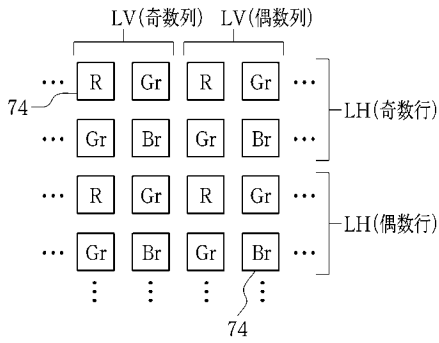 LV(奇数列) LV(偶数列)
… R Gr R Gr …
74
LH(奇数行)
… Gr Br Gr Br …
… R Gr R Gr …
LH(偶数行)
… Gr Br Gr Br …
74